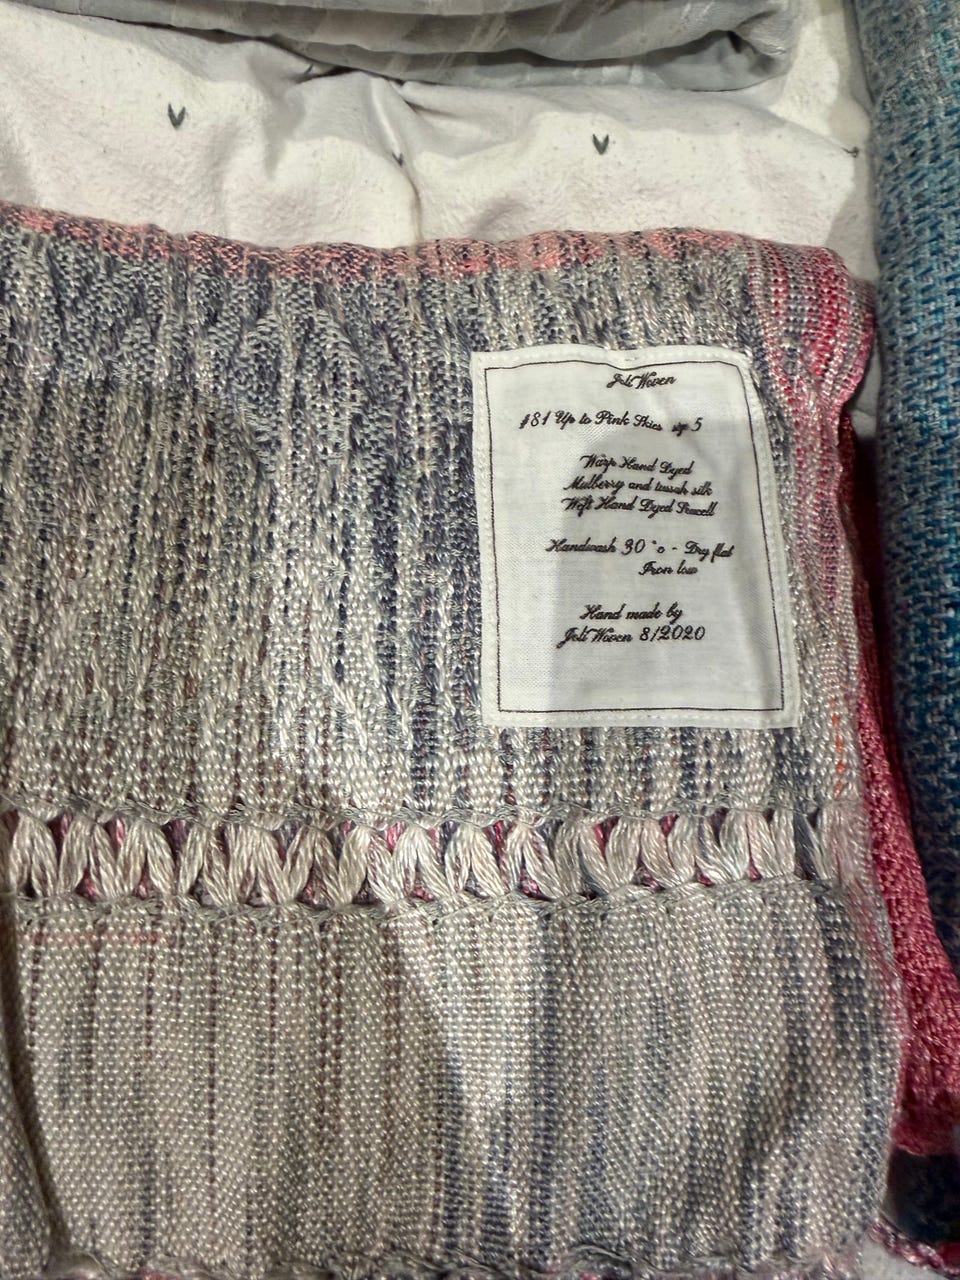 Joli Woven
#81 Up to Pink Skies sz 5
Warp Hand Dyed
Mulberry and tussah silk
Weft Hand Dyed Seacell
Handwash 30 °c - Dry flat
Iron low
Hand made by
Joli Woven 8/2020